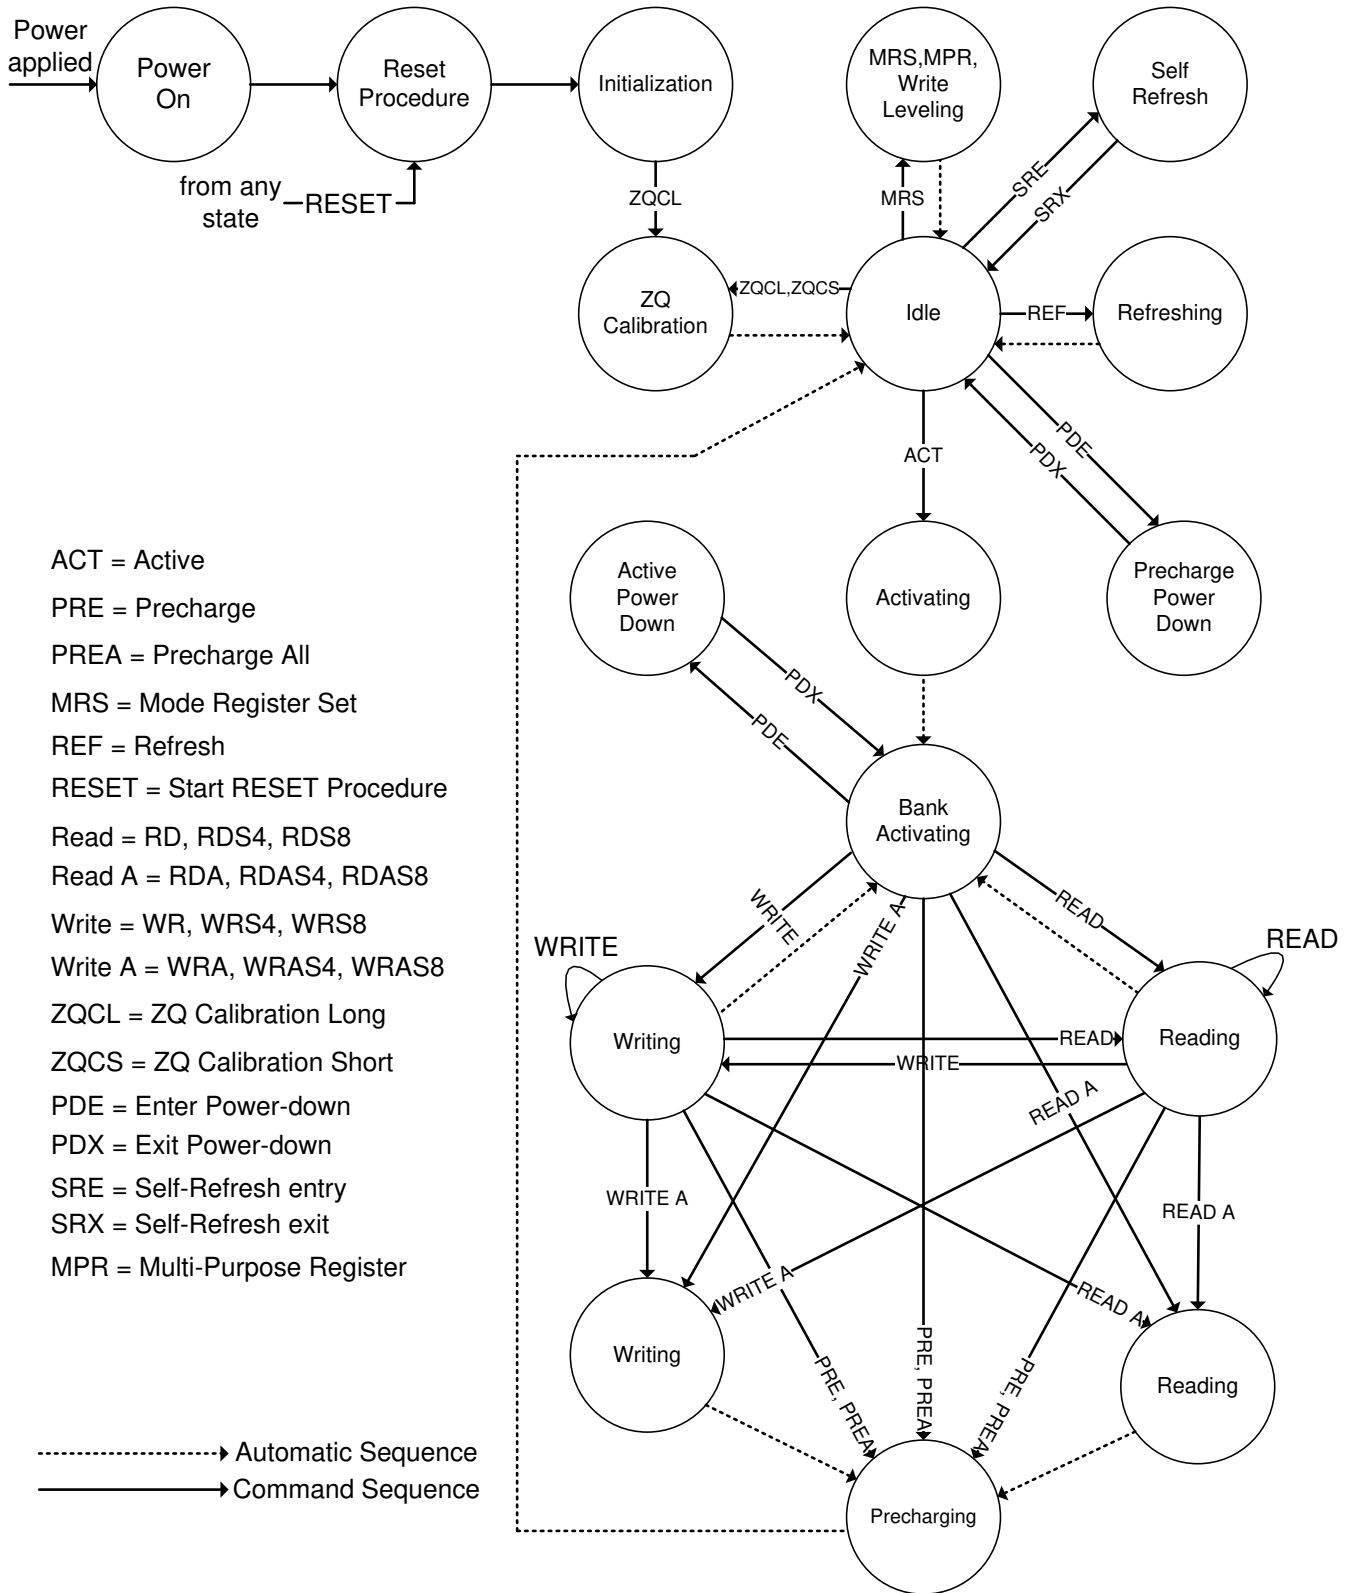 Power
applied
Power
On
Reset
Procedure
Initialization
MRS,MPR,
Write
Leveling
Self
Refresh
from any
state
RESET
ZQCL
MRS
SRE
SRX
ZQ
Calibration
ZQCL,ZQCS
Idle
REF
Refreshing
ACT
PDE
PDX
Active
Power
Down
Activating
Precharge
Power
Down
PDX
PDE
Bank
Activating
WRITE
WRITE A
READ
WRITE
READ
Writing
READ
WRITE
Reading
READ A
WRITE A
READ A
WRITE A
READ A
PRE, PREA
PRE, PREA
PRE, PREA
Writing
Reading
Precharging
ACT = Active
PRE = Precharge
PREA = Precharge All
MRS = Mode Register Set
REF = Refresh
RESET = Start RESET Procedure
Read = RD, RDS4, RDS8
Read A = RDA, RDAS4, RDAS8
Write = WR, WRS4, WRS8
Write A = WRA, WRAS4, WRAS8
ZQCL = ZQ Calibration Long
ZQCS = ZQ Calibration Short
PDE = Enter Power-down
PDX = Exit Power-down
SRE = Self-Refresh entry
SRX = Self-Refresh exit
MPR = Multi-Purpose Register
Automatic Sequence
Command Sequence